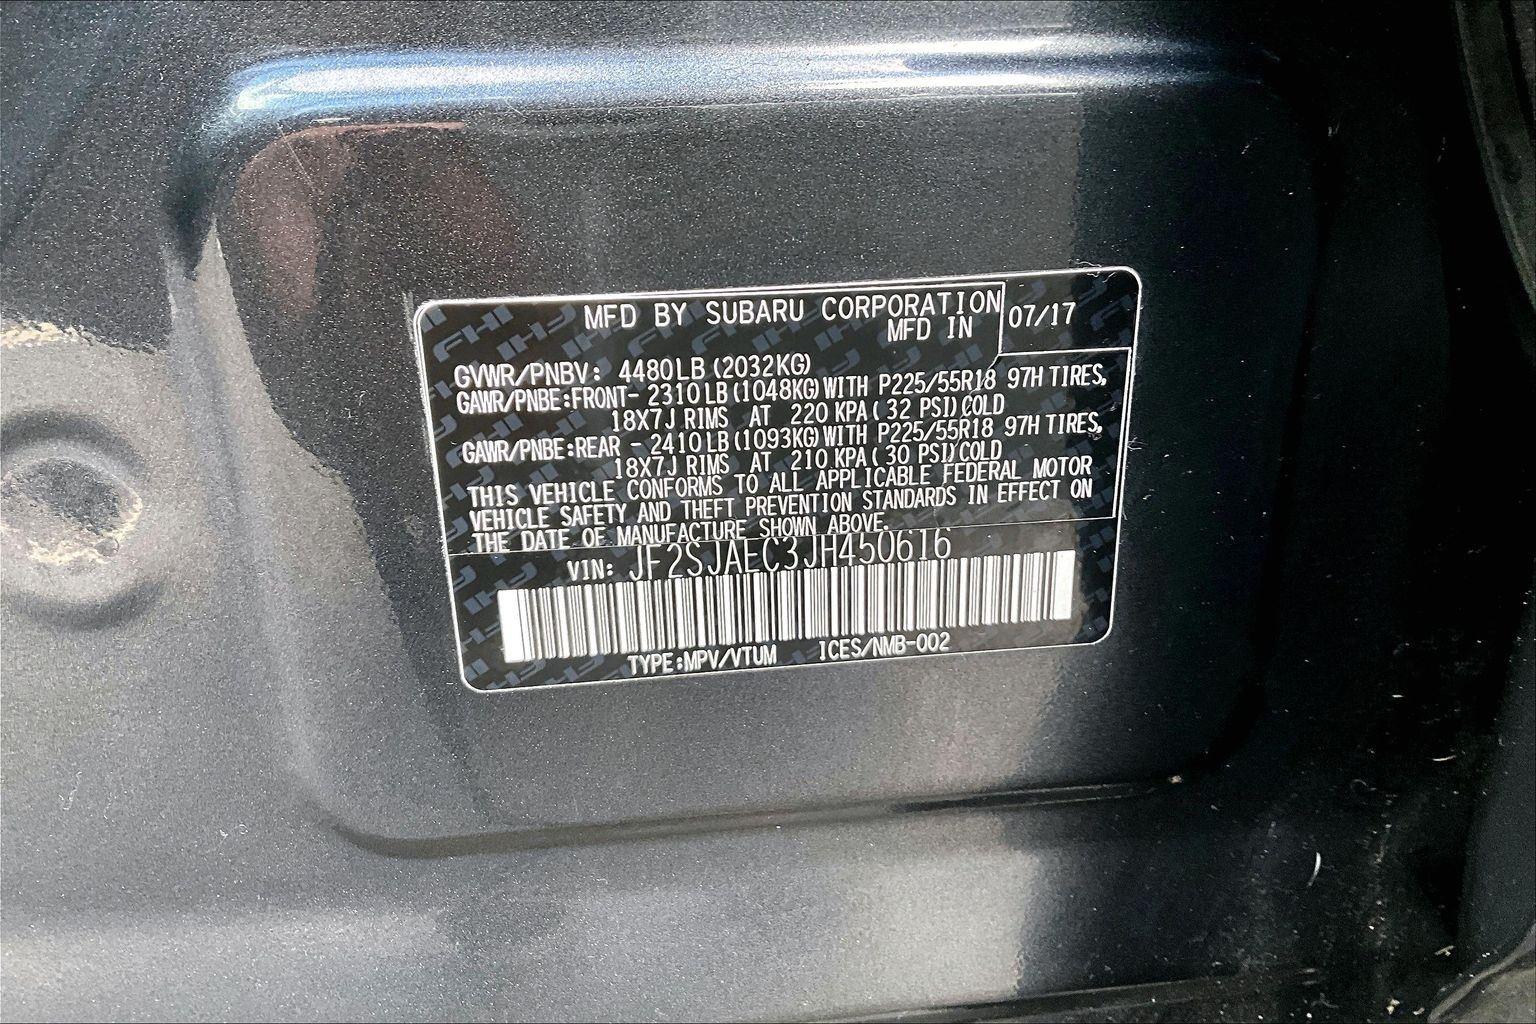 MFD BY SUBARU CORPORATION
MFD IN 07/17
GVWR/PNBV: 4480LB (2032KG)
GAWR/PNBE:FRONT- 2310LB (1048KG) WITH P225/55R18 97H TIRES,
18X7J RIMS AT 220 KPA ( 32 PSI) COLD
GAWR/PNBE:REAR - 2410LB (1093KG) WITH P225/55R18 97H TIRES,
18X7J RIMS AT 210 KPA ( 30 PSI) COLD
THIS VEHICLE CONFORMS TO ALL APPLICABLE FEDERAL MOTOR
VEHICLE SAFETY AND THEFT PREVENTION STANDARDS IN EFFECT ON
THE DATE OF MANUFACTURE SHOWN ABOVE.
VIN: JF2SJAEC3JH450616
TYPE:MPV/VTUM ICES/NMB-002